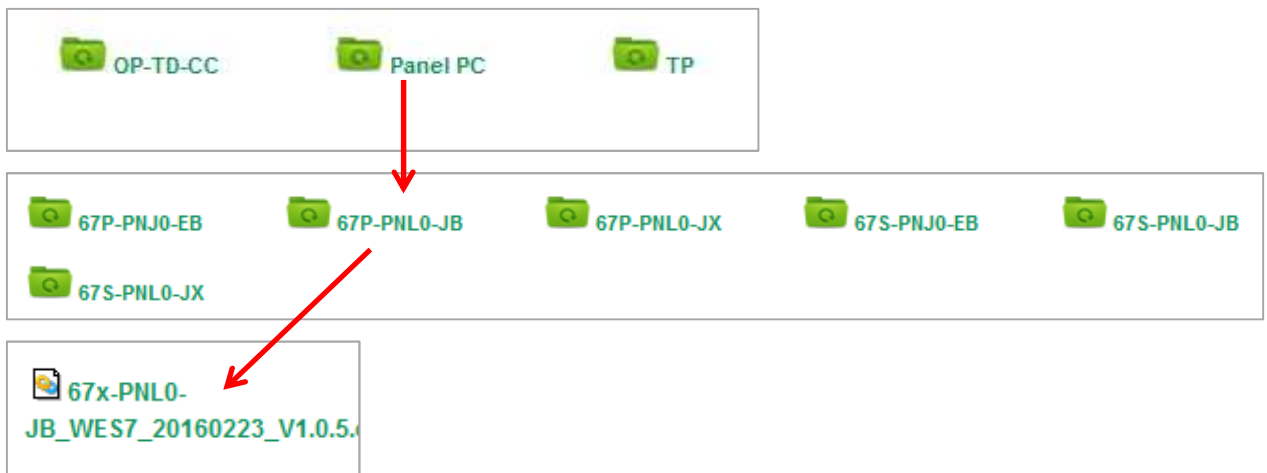 OP-TD-CC Panel PC TP
67P-PNJ0-EB 67P-PNL0-JB 67P-PNL0-JX 67S-PNJ0-EB 67S-PNL0-JB
67S-PNL0-JX
67x-PNL0-
JB_WES7_20160223_V1.0.5.